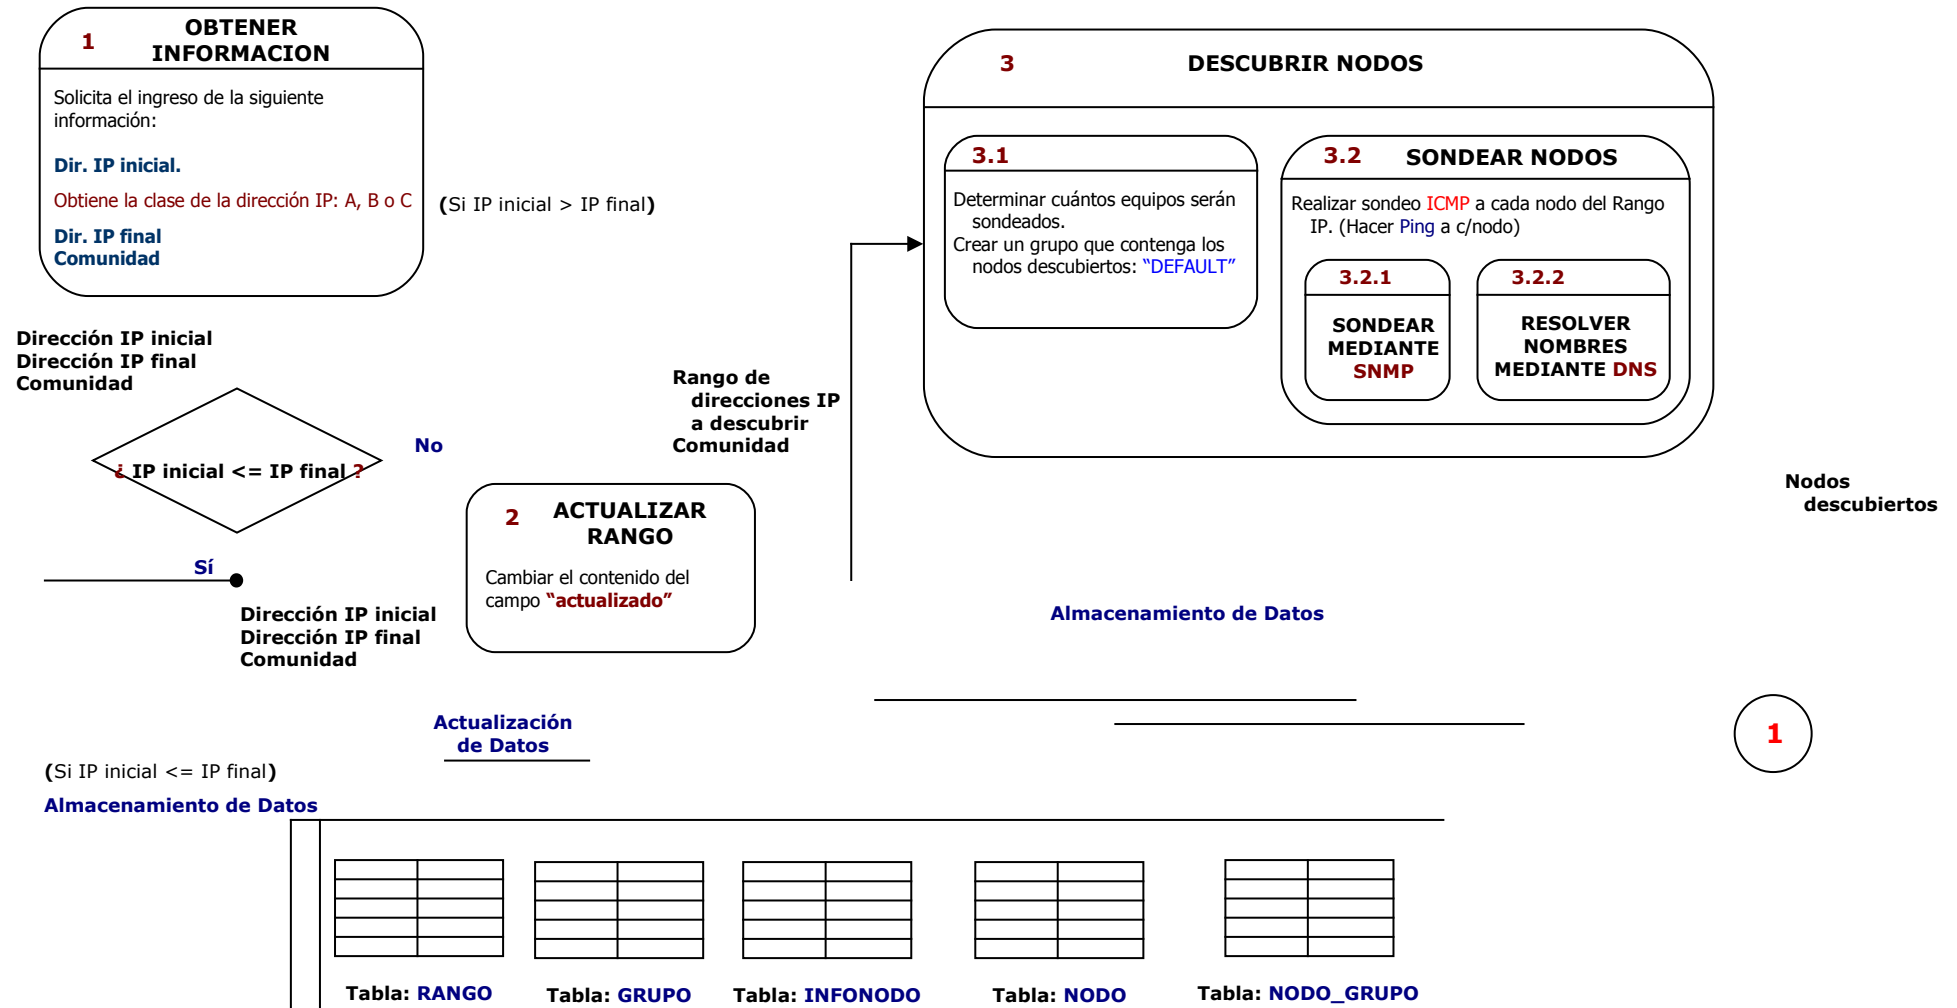 1
OBTENER
INFORMACION
Solicita el ingreso de la siguiente
información:
Dir. IP inicial.
Obtiene la clase de la dirección IP: A, B o C
Dir. IP final
Comunidad
(Si IP inicial > IP final)
Dirección IP inicial
Dirección IP final
Comunidad
¿ IP inicial <= IP final ?
No
Sí
Dirección IP inicial
Dirección IP final
Comunidad
2
ACTUALIZAR
RANGO
Cambiar el contenido del
campo “actualizado”
Rango de
direcciones IP
a descubrir
Comunidad
3
DESCUBRIR NODOS
3.1
Determinar cuántos equipos serán
sondeados.
Crear un grupo que contenga los
nodos descubiertos: “DEFAULT”
3.2 SONDEAR NODOS
Realizar sondeo ICMP a cada nodo del Rango
IP. (Hacer Ping a c/nodo)
3.2.1
SONDEAR
MEDIANTE
SNMP
3.2.2
RESOLVER
NOMBRES
MEDIANTE DNS
Nodos
descubiertos
Almacenamiento de Datos
1
Actualización
de Datos
(Si IP inicial <= IP final)
Almacenamiento de Datos
Tabla: RANGO
Tabla: GRUPO
Tabla: INFONODO
Tabla: NODO
Tabla: NODO_GRUPO